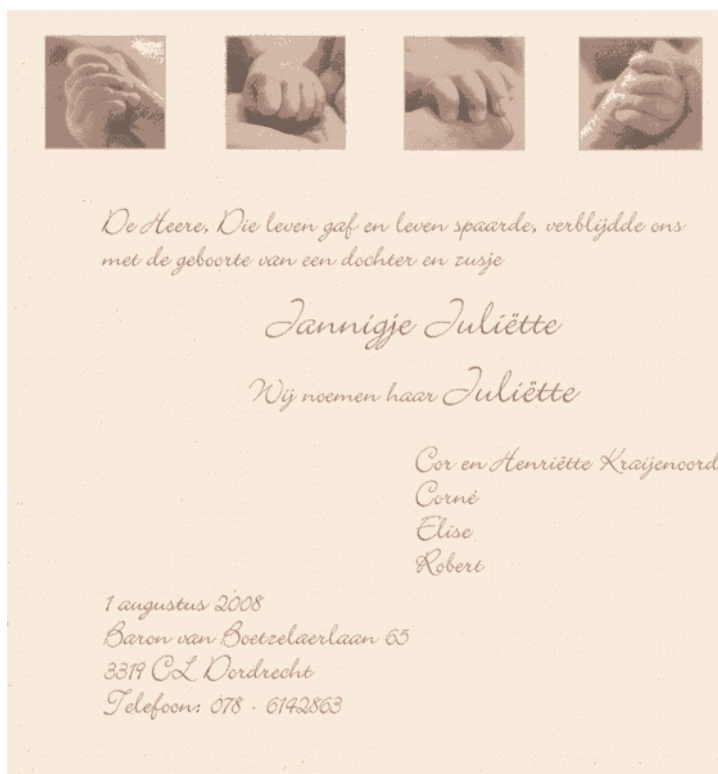 De Heere, Die leven gaf en leven spaarde, verblijdde ons
met de geboorte van een dochter en zusje
Jannigje Juliëtte
Wij noemen haar Juliëtte
Cor en Henriëtte Kraijenoord
Corné
Elise
Robert
1 augustus 2008
Baron van Boetzelaerlaan 65
3319 CL Dordrecht
Telefoon: 078 - 6142863